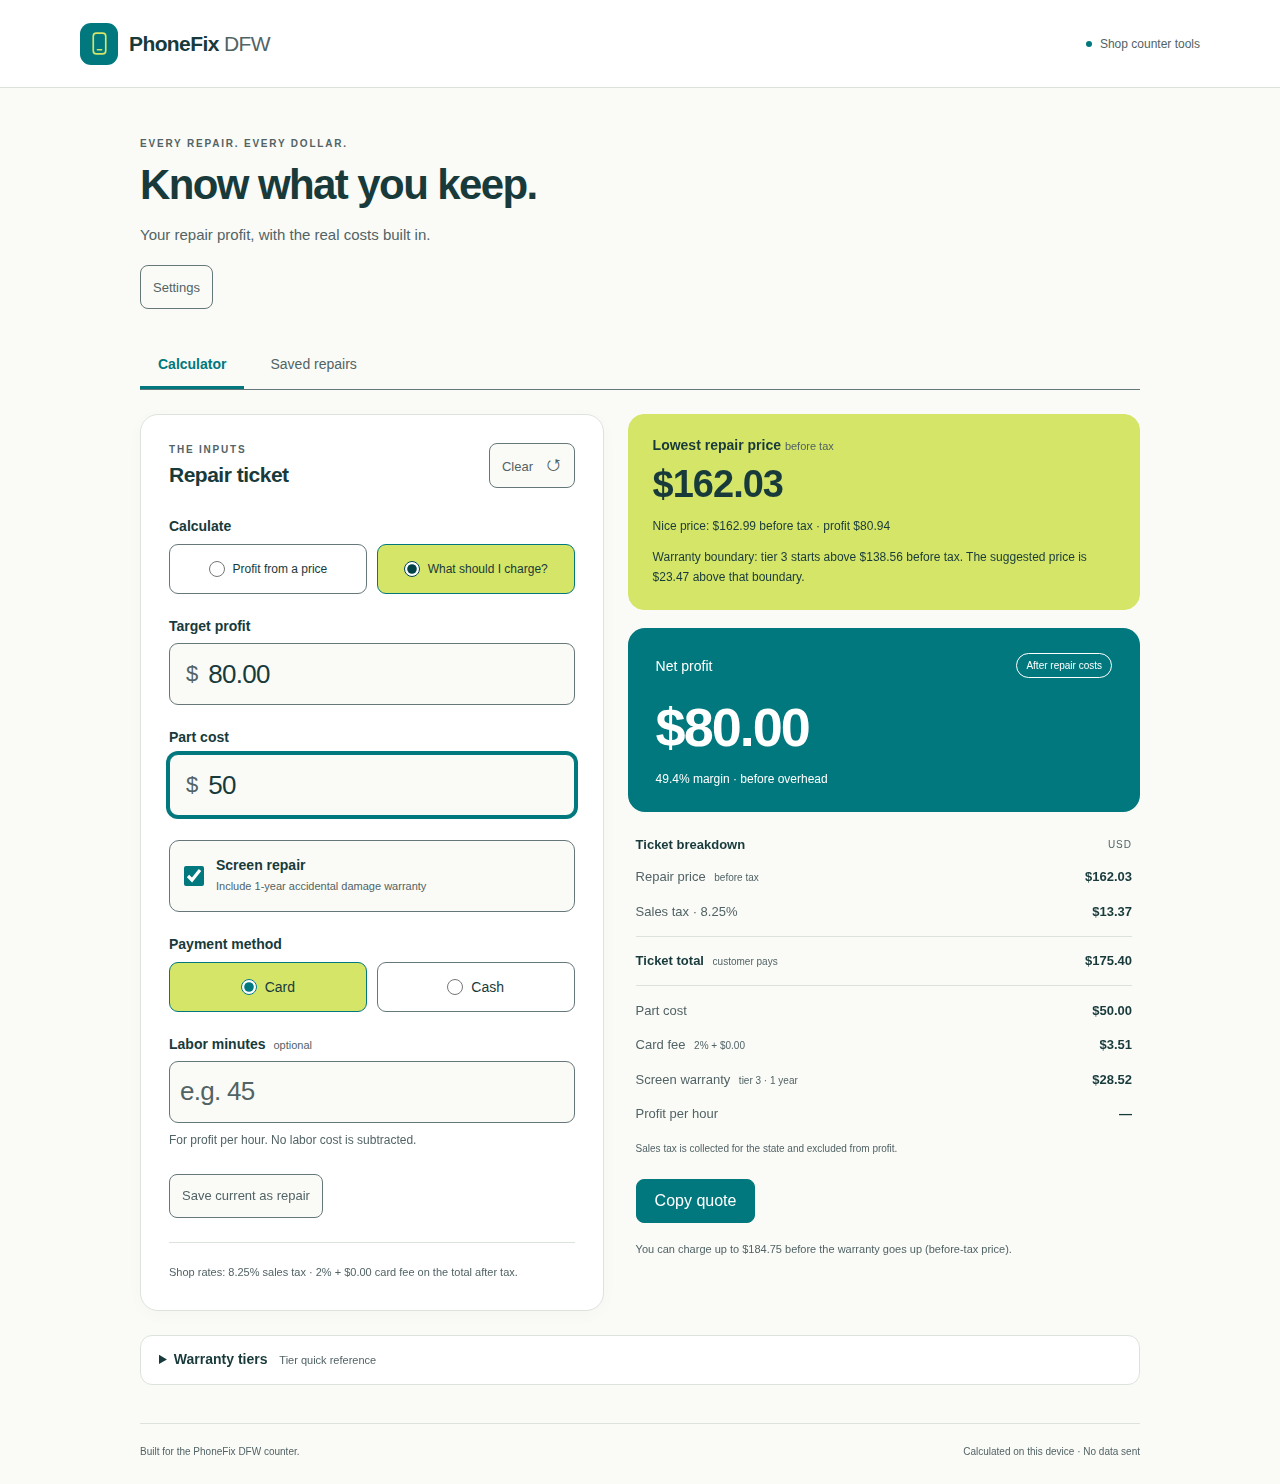 PhoneFix DFW
Shop counter tools
EVERY REPAIR. EVERY DOLLAR.
Know what you keep.
Your repair profit, with the real costs built in.
Settings
Calculator
Saved repairs
THE INPUTS
Repair ticket
Clear
Calculate
Profit from a price
What should I charge?
Target profit
$ 80.00
Part cost
$ 50
Screen repair
Include 1-year accidental damage warranty
Payment method
Card
Cash
Labor minutes optional
e.g. 45
For profit per hour. No labor cost is subtracted.
Save current as repair
Shop rates: 8.25% sales tax · 2% + $0.00 card fee on the total after tax.
Lowest repair price before tax
$162.03
Nice price: $162.99 before tax · profit $80.94
Warranty boundary: tier 3 starts above $138.56 before tax. The suggested price is
$23.47 above that boundary.
Net profit
After repair costs
$80.00
49.4% margin · before overhead
Ticket breakdown
USD
Repair price before tax
$162.03
Sales tax · 8.25%
$13.37
Ticket total customer pays
$175.40
Part cost
$50.00
Card fee 2% + $0.00
$3.51
Screen warranty tier 3 · 1 year
$28.52
Profit per hour
—
Sales tax is collected for the state and excluded from profit.
Copy quote
You can charge up to $184.75 before the warranty goes up (before-tax price).
Warranty tiers Tier quick reference
Built for the PhoneFix DFW counter.
Calculated on this device · No data sent